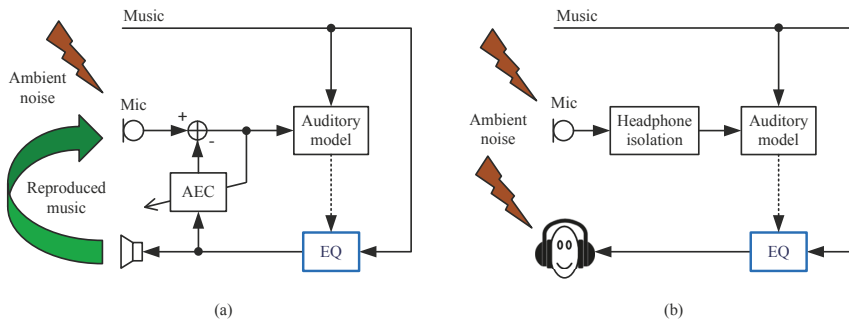 Music
Ambient
noise
Mic
+
-
Auditory
model
Reproduced
music
AEC
EQ
(a)
Music
Ambient
noise
Mic
Headphone
isolation
Auditory
model
EQ
(b)